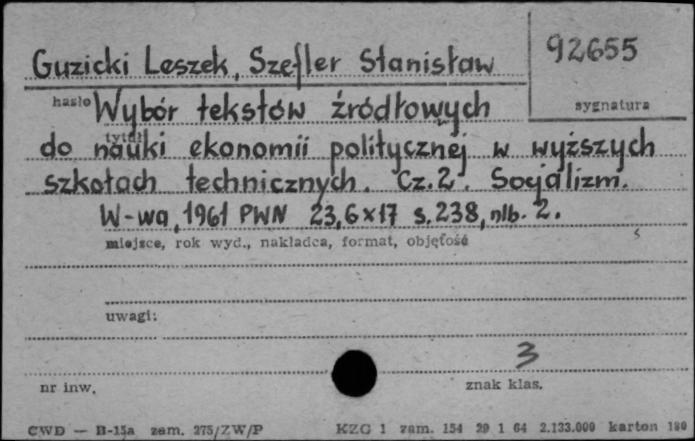 Guzicki Leszek, Szefler Stanisław
92655
hasło
sygnatura
Wybór tekstów źródłowych
tytuł
do nauki ekonomii politycznej w wyższych
szkołach technicznych. Cz.2. Socjalizm.
W-wa, 1961 PWN 23,6x17 s.238, nlb. 2.
miejsce, rok wyd., nakładca, format, objętość
uwagi:
3
nr inw.
znak klas.
CWD — B-15a zam. 275/ZW/P
KZG 1 zam. 154 29 1 64 2.133.000 karton 180